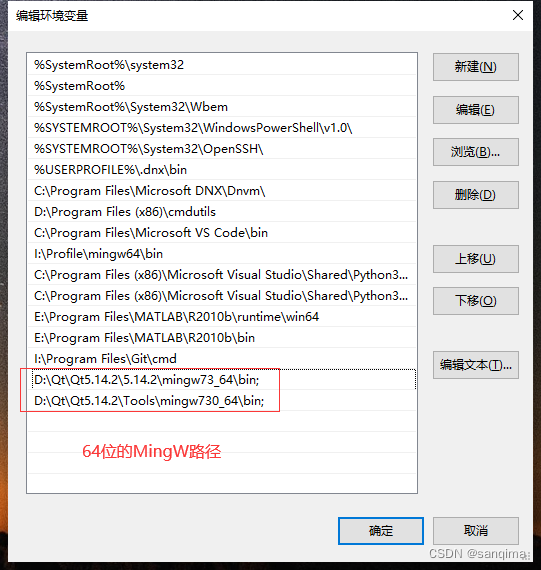 编辑环境变量
%SystemRoot%\system32
%SystemRoot%
%SystemRoot%\System32\Wbem
%SYSTEMROOT%\System32\WindowsPowerShell\v1.0\
%SYSTEMROOT%\System32\OpenSSH\
%USERPROFILE%\.dnx\bin
C:\Program Files\Microsoft DNX\Dnvm\
D:\Program Files (x86)\cmdutils
C:\Program Files\Microsoft VS Code\bin
I:\Profile\mingw64\bin
C:\Program Files (x86)\Microsoft Visual Studio\Shared\Python3...
C:\Program Files (x86)\Microsoft Visual Studio\Shared\Python3...
E:\Program Files\MATLAB\R2010b\runtime\win64
E:\Program Files\MATLAB\R2010b\bin
I:\Program Files\Git\cmd
D:\Qt\Qt5.14.2\5.14.2\mingw73_64\bin;
D:\Qt\Qt5.14.2\Tools\mingw730_64\bin;
64位的MingW路径
新建(N)
编辑(E)
浏览(B)...
删除(D)
上移(U)
下移(O)
编辑文本(T)...
确定
取消
CSDN @sanqima